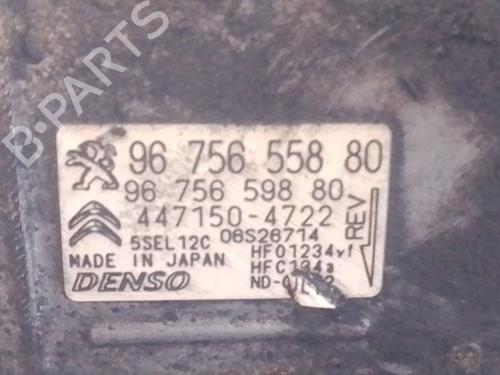 B-PARTS
96 756 558 80
96 756 598 80
447150-4722
5SEL12C 06S26714
MADE IN JAPAN HFO1234yf
DENSO HFC134a
REV